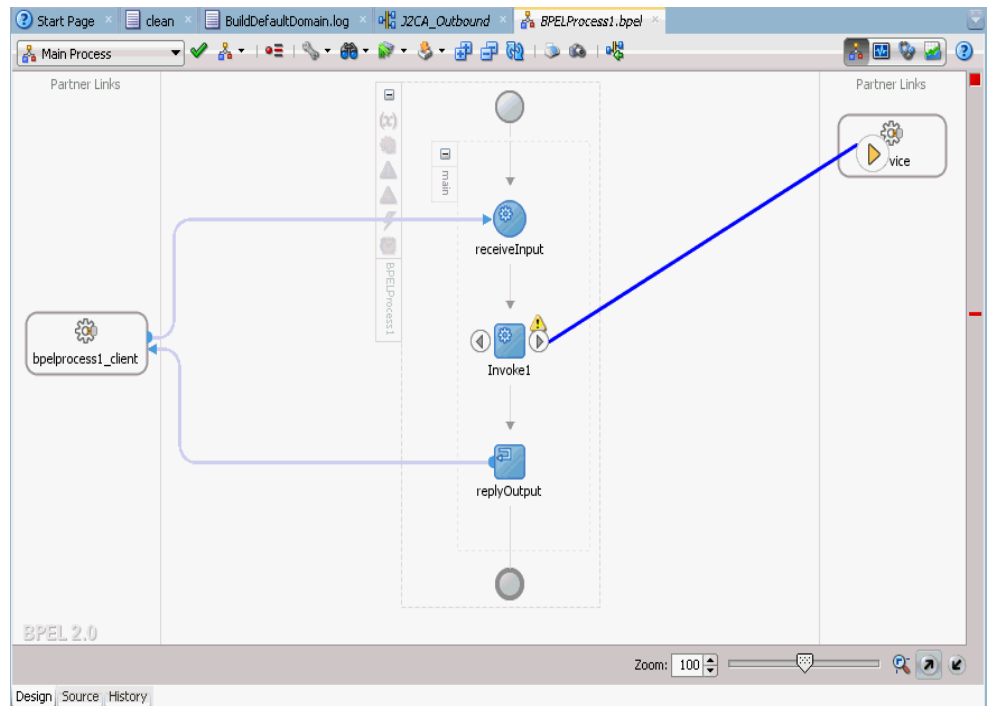 Start Page
clean
BuildDefaultDomain.log
J2CA_Outbound
BPELProcess1.bpel
Main Process
Partner Links
Partner Links
(x)
main
vice
receiveInput
BPELProcess1
bpelprocess1_client
Invoke1
replyOutput
BPEL 2.0
Zoom: 100
Design Source History